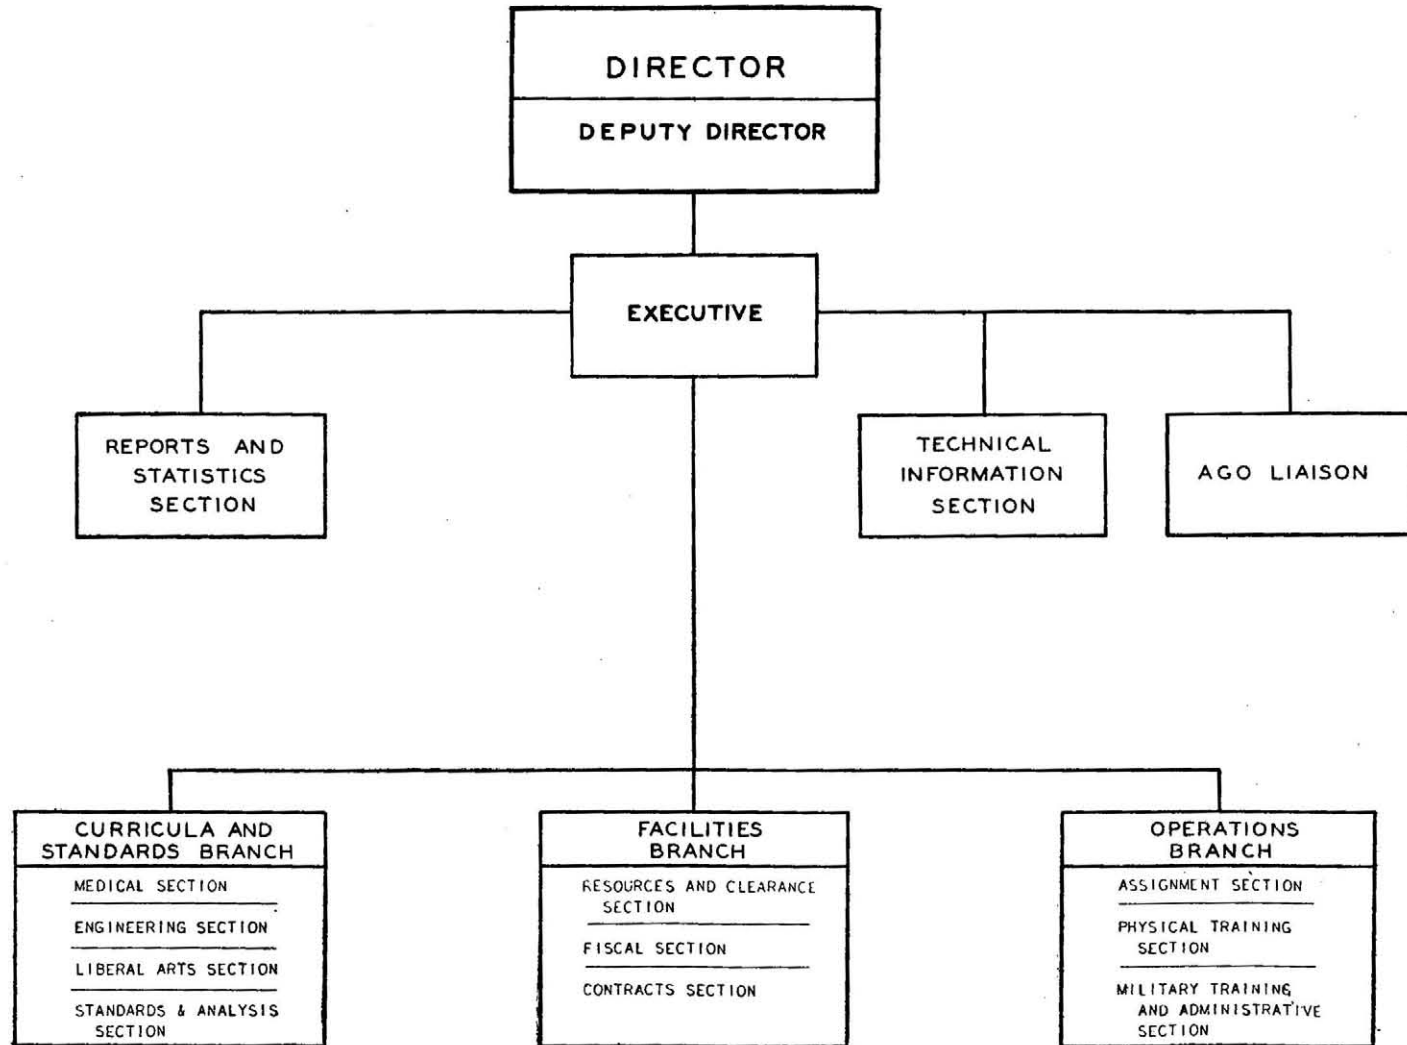 DIRECTOR
DEPUTY DIRECTOR
EXECUTIVE
REPORTS AND
STATISTICS
SECTION
TECHNICAL
INFORMATION
SECTION
AGO LIAISON
CURRICULA AND
STANDARDS BRANCH
MEDICAL SECTION
ENGINEERING SECTION
LIBERAL ARTS SECTION
STANDARDS & ANALYSIS
SECTION
FACILITIES
BRANCH
RESOURCES AND CLEARANCE
SECTION
FISCAL SECTION
CONTRACTS SECTION
OPERATIONS
BRANCH
ASSIGNMENT SECTION
PHYSICAL TRAINING
SECTION
MILITARY TRAINING
AND ADMINISTRATIVE
SECTION